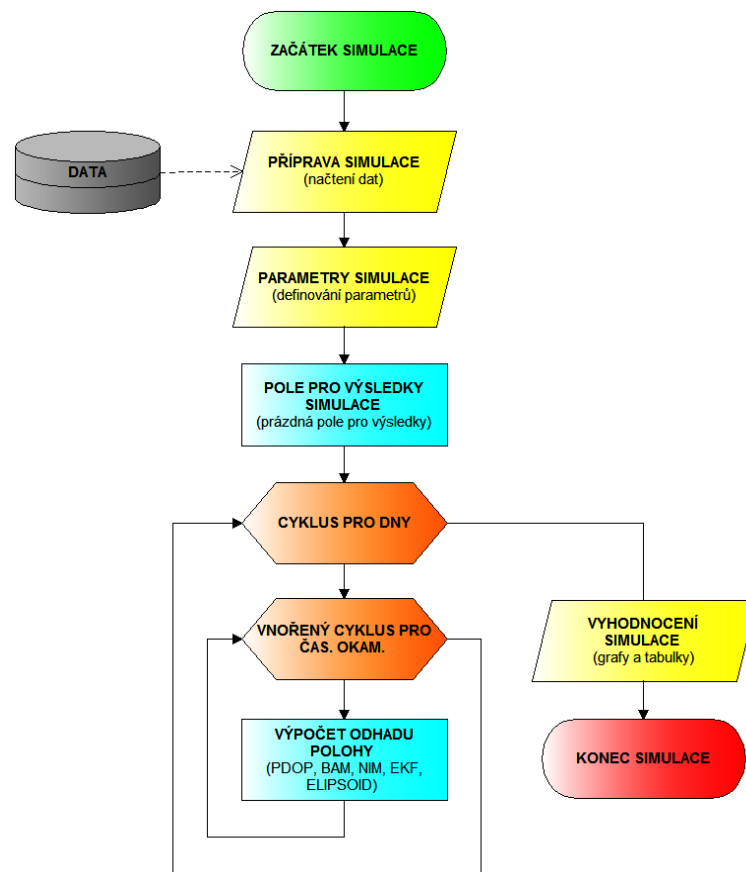 ZAČÁTEK SIMULACE
DATA
PŘÍPRAVA SIMULACE
(načtení dat)
PARAMETRY SIMULACE
(definování parametrů)
POLE PRO VÝSLEDKY
SIMULACE
(prázdná pole pro výsledky)
CYKLUS PRO DNY
VNOŘENÝ CYKLUS PRO
ČAS. OKAM.
VÝPOČET ODHADU
POLOHY
(PDOP, BAM, NIM, EKF,
ELIPSOID)
VYHODNOCENÍ
SIMULACE
(grafy a tabulky)
KONEC SIMULACE